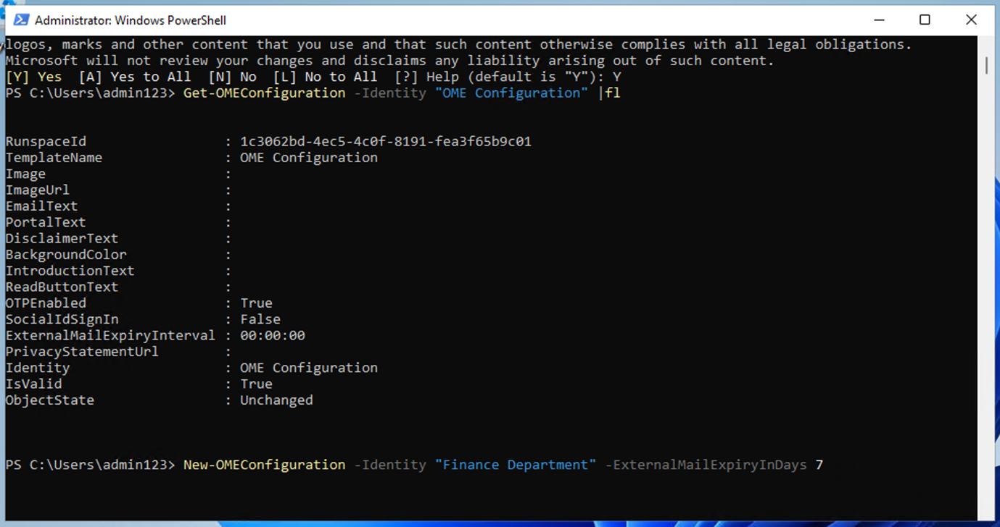 Administrator: Windows PowerShell
logos, marks and other content that you use and that such content otherwise complies with all legal obligations.
Microsoft will not review your changes and disclaims any liability arising out of such content.
[Y] Yes  [A] Yes to All  [N] No  [L] No to All  [?] Help (default is "Y"): Y
PS C:\Users\admin123> Get-OMEConfiguration -Identity "OME Configuration" |fl
RunspaceId                 : 1c3062bd-4ec5-4c0f-8191-fea3f65b9c01
TemplateName               : OME Configuration
Image                      :
ImageUrl                   :
EmailText                  :
PortalText                 :
DisclaimerText             :
BackgroundColor            :
IntroductionText           :
ReadButtonText             :
OTPEnabled                 : True
SocialIdSignIn             : False
ExternalMailExpiryInterval : 00:00:00
PrivacyStatementUrl        :
Identity                   : OME Configuration
IsValid                    : True
ObjectState                : Unchanged
PS C:\Users\admin123> New-OMEConfiguration -Identity "Finance Department" -ExternalMailExpiryInDays 7